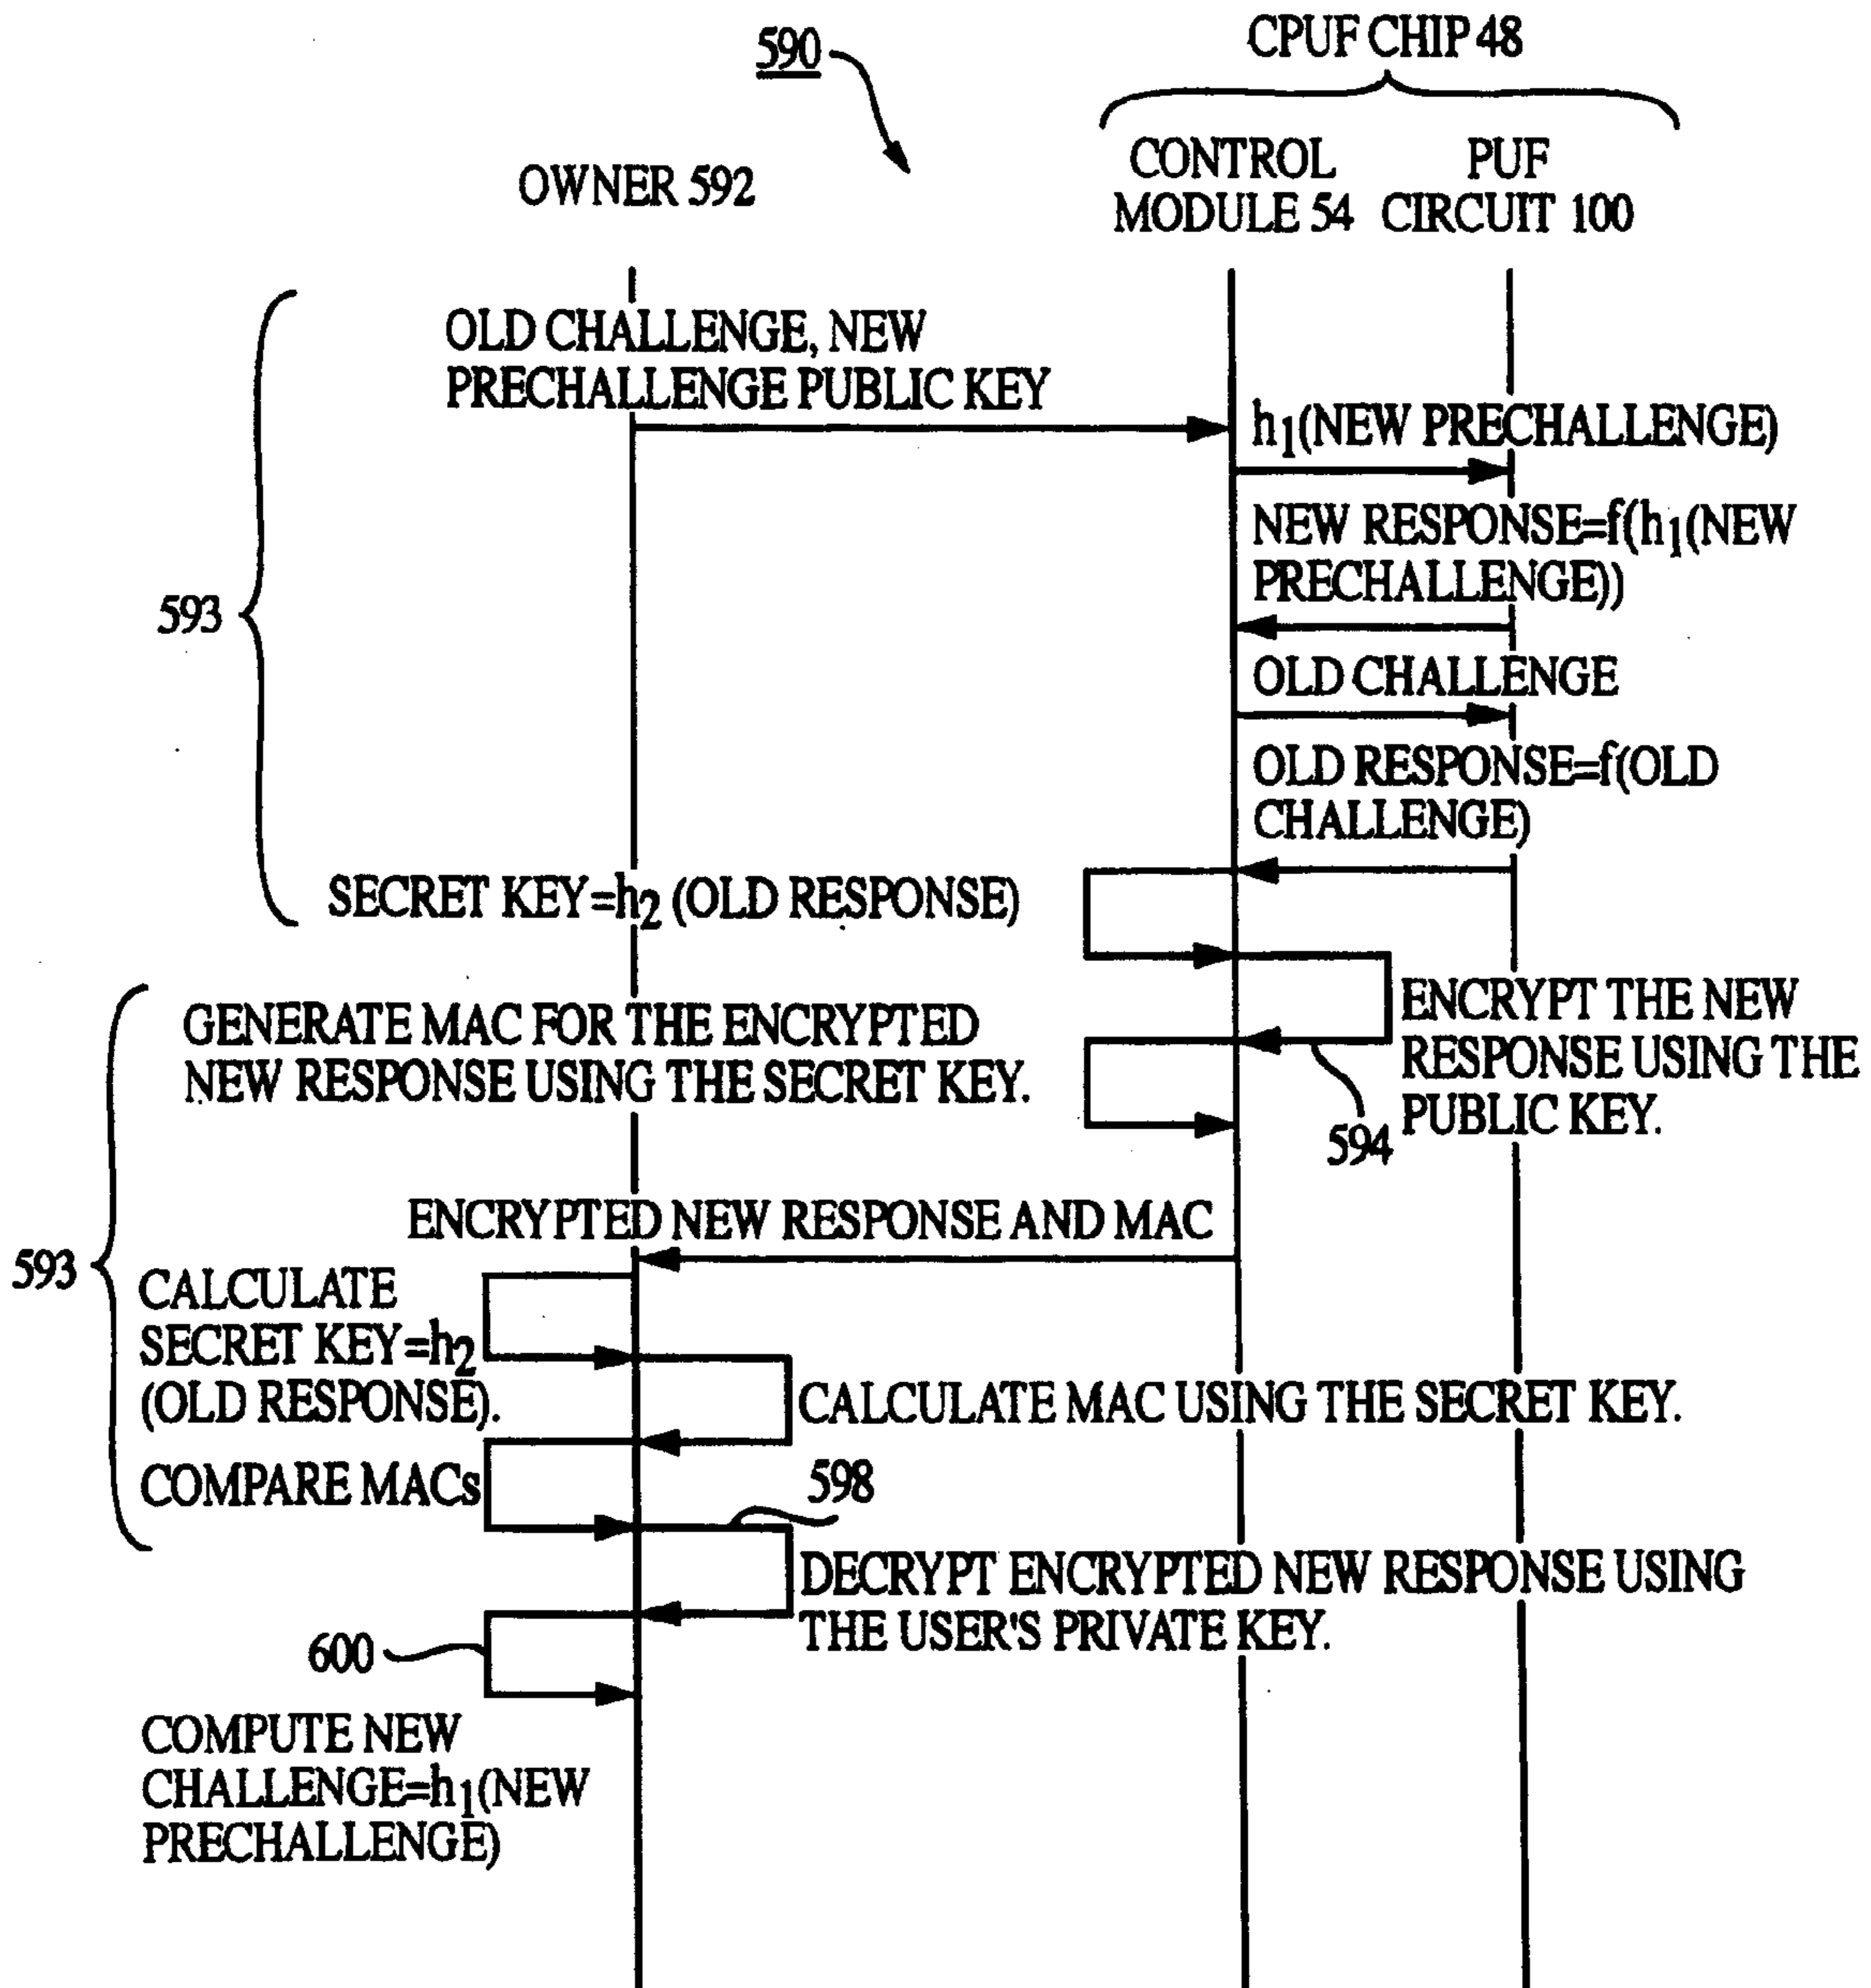 590
CPUF CHIP 48
OWNER 592
CONTROL
MODULE 54
PUF
CIRCUIT 100
OLD CHALLENGE, NEW
PRECHALLENGE PUBLIC KEY
h1(NEW PRECHALLENGE)
NEW RESPONSE=f(h1(NEW
PRECHALLENGE))
593
OLD CHALLENGE
OLD RESPONSE=f(OLD
CHALLENGE)
SECRET KEY=h2 (OLD RESPONSE)
ENCRYPT THE NEW
RESPONSE USING THE
PUBLIC KEY.
594
GENERATE MAC FOR THE ENCRYPTED
NEW RESPONSE USING THE SECRET KEY.
ENCRYPTED NEW RESPONSE AND MAC
593
CALCULATE
SECRET KEY=h2
(OLD RESPONSE).
CALCULATE MAC USING THE SECRET KEY.
COMPARE MACs
598
DECRYPT ENCRYPTED NEW RESPONSE USING
THE USER'S PRIVATE KEY.
600
COMPUTE NEW
CHALLENGE=h1(NEW
PRECHALLENGE)